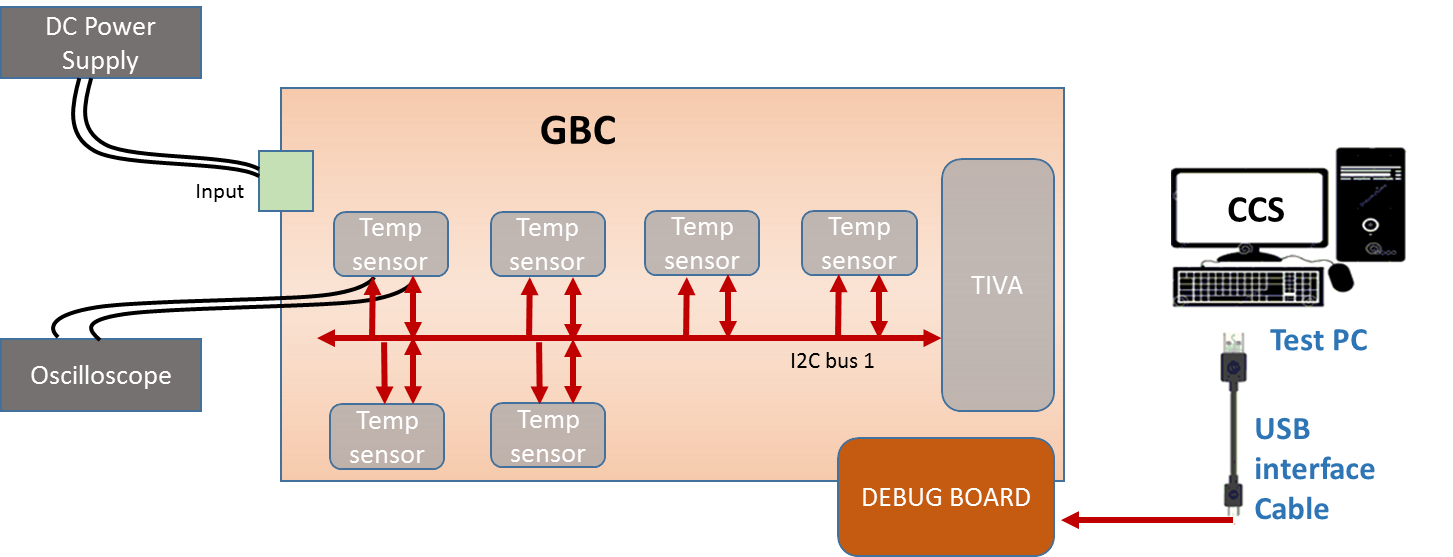 DC Power
Supply
GBC
Input
Temp
sensor
Temp
sensor
Temp
sensor
Temp
sensor
TIVA
CCS
Oscilloscope
I2C bus 1
Test PC
Temp
sensor
Temp
sensor
USB
interface
Cable
DEBUG BOARD